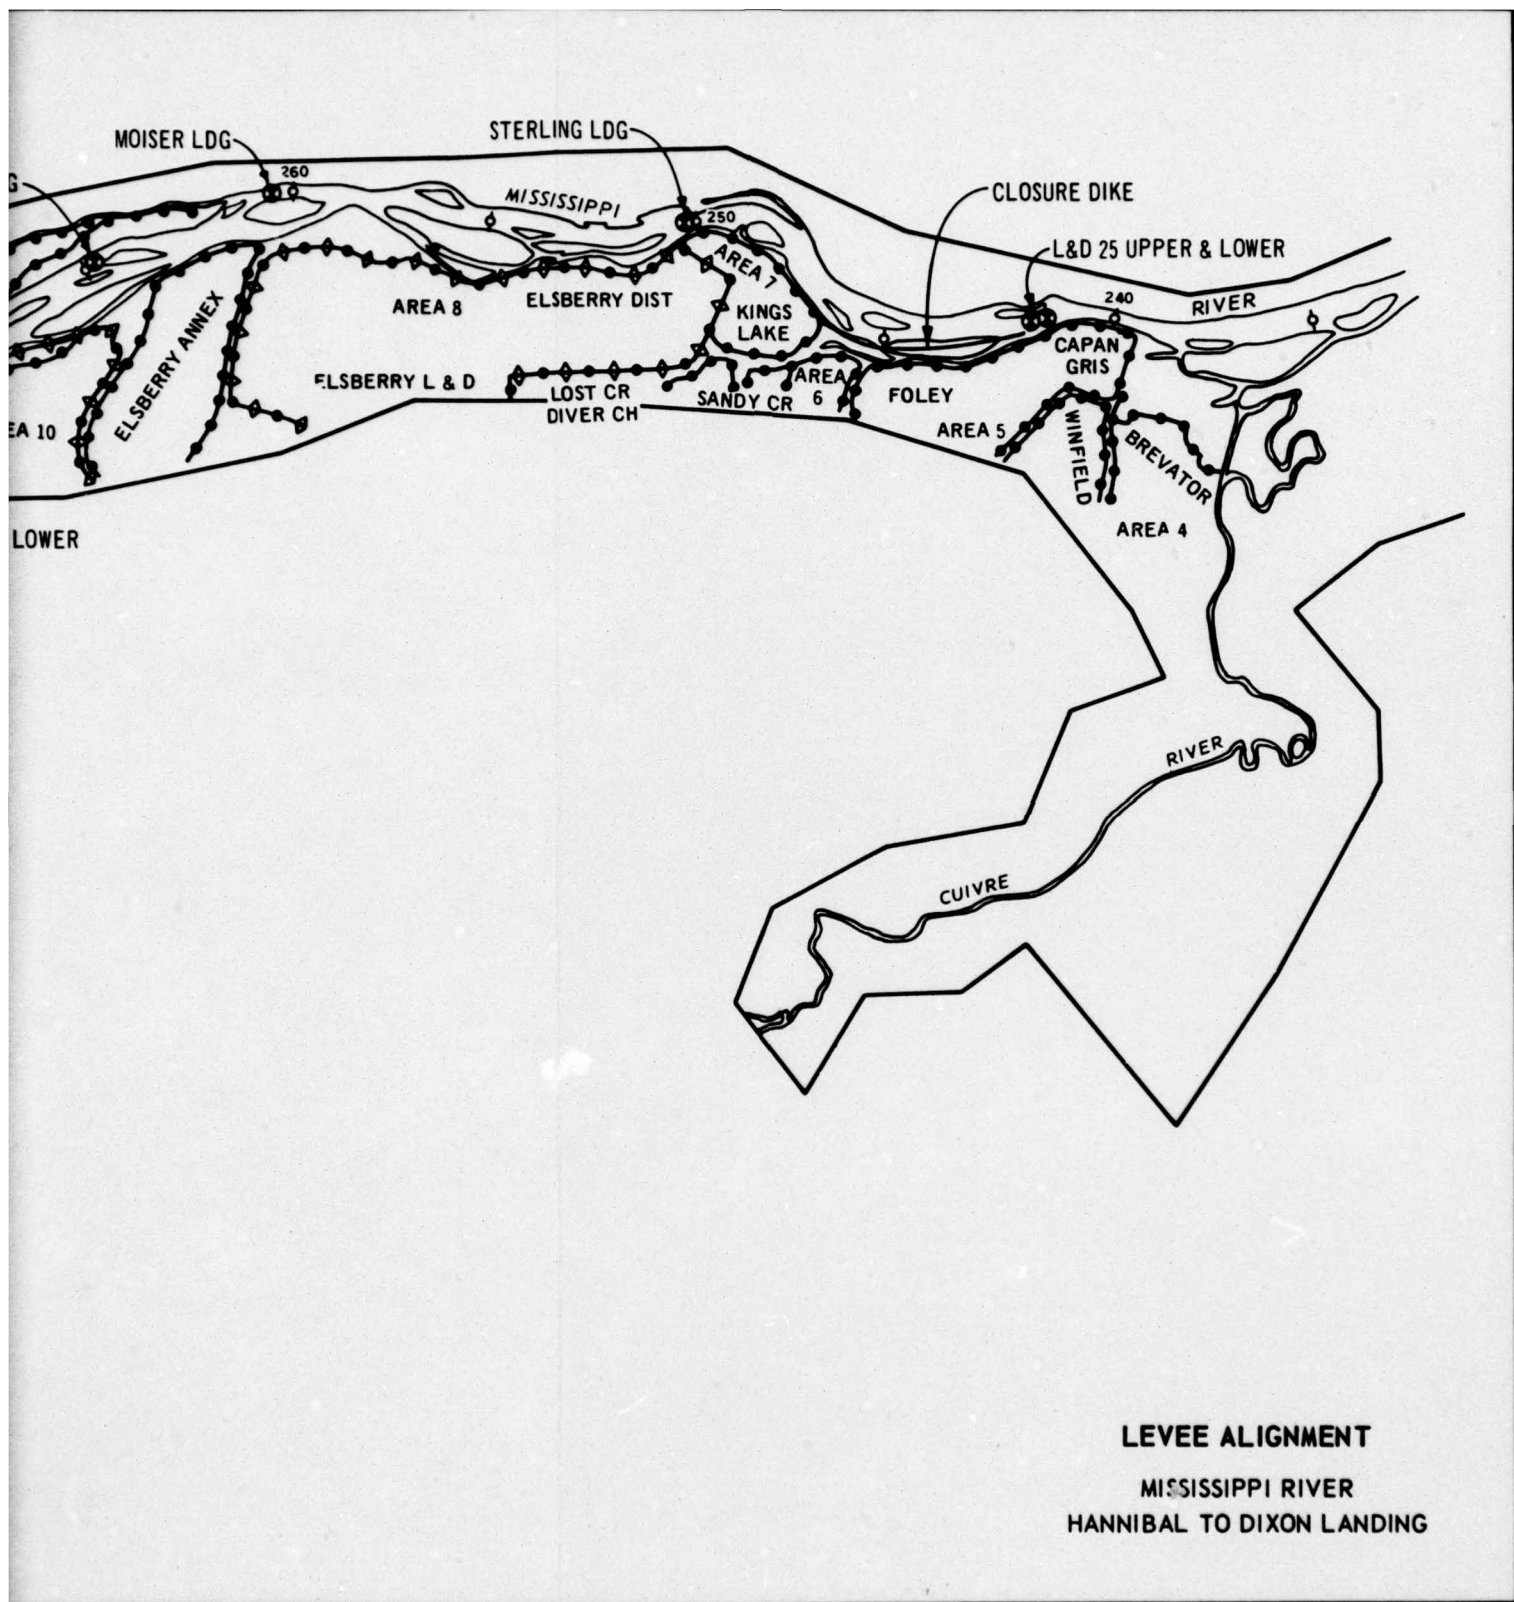 MOISER LDG
STERLING LDG
260
G
MISSISSIPPI
250
CLOSURE DIKE
L&D 25 UPPER & LOWER
240
RIVER
AREA 7
AREA 8
ELSBERRY DIST
KINGS
LAKE
CAPAN
GRIS
ELSBERRY ANNEX
ELSBERRY L & D
LOST CR
DIVER CH
SANDY CR
AREA
6
FOLEY
EA 10
AREA 5
WINFIELD
BREVATOR
AREA 4
LOWER
RIVER
CUIVRE
LEVEE ALIGNMENT
MISSISSIPPI RIVER
HANNIBAL TO DIXON LANDING